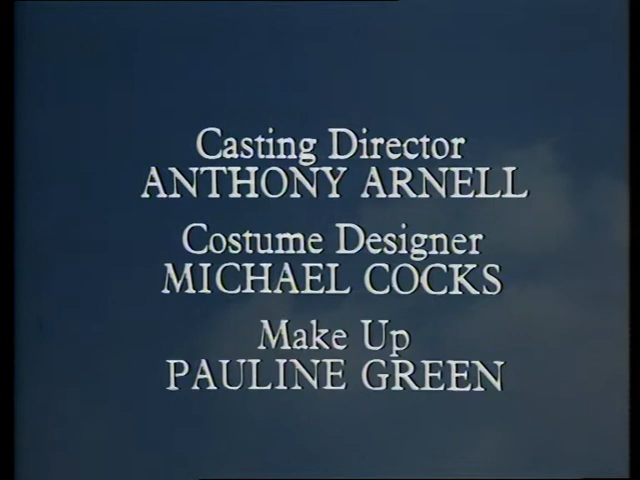 Casting Director
ANTHONY ARNELL
Costume Designer
MICHAEL COCKS
Make Up
PAULINE GREEN